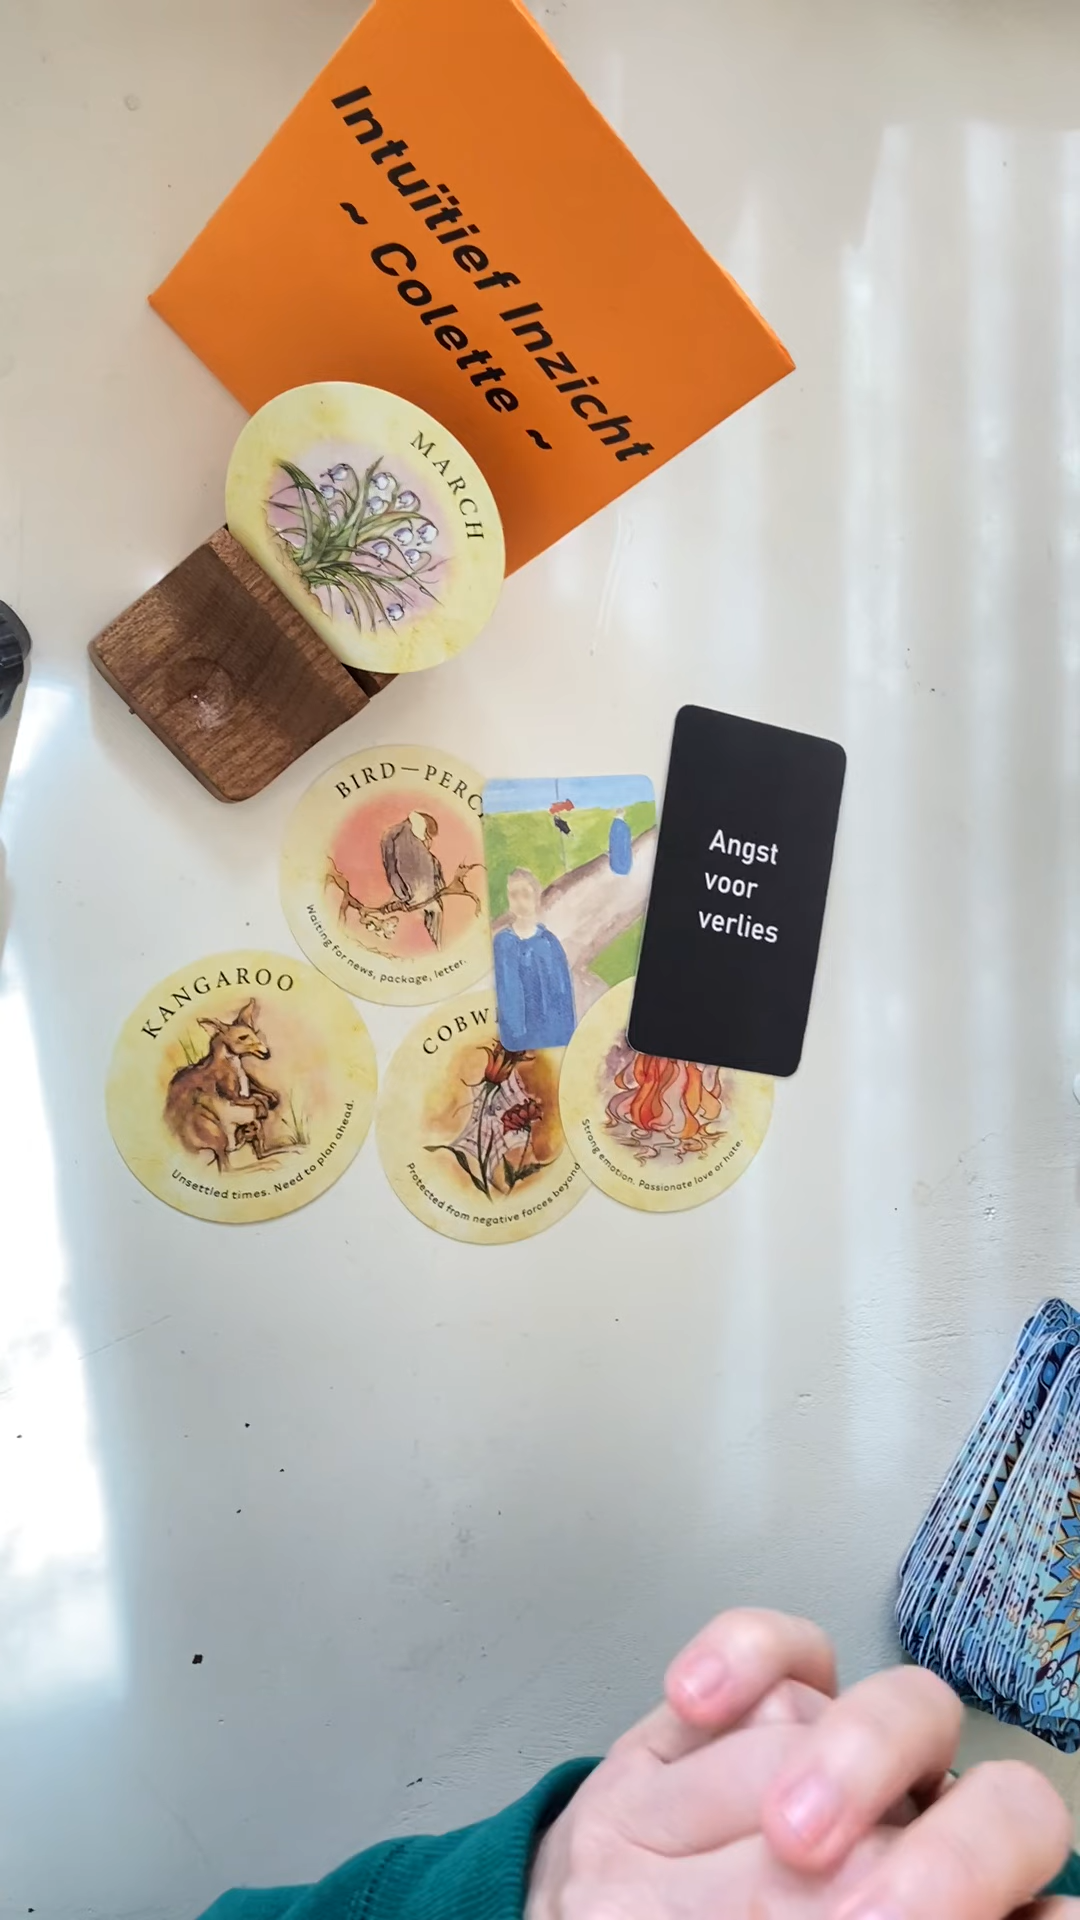 Intuïtief Inzicht
~ Colette ~
MARCH
BIRD—PERC
Waiting for news, package, letter.
Angst
voor
verlies
KANGAROO
Unsettled times. Need to plan ahead.
COBW
Protected from negative forces beyond
Strong emotion. Passionate love or hate.